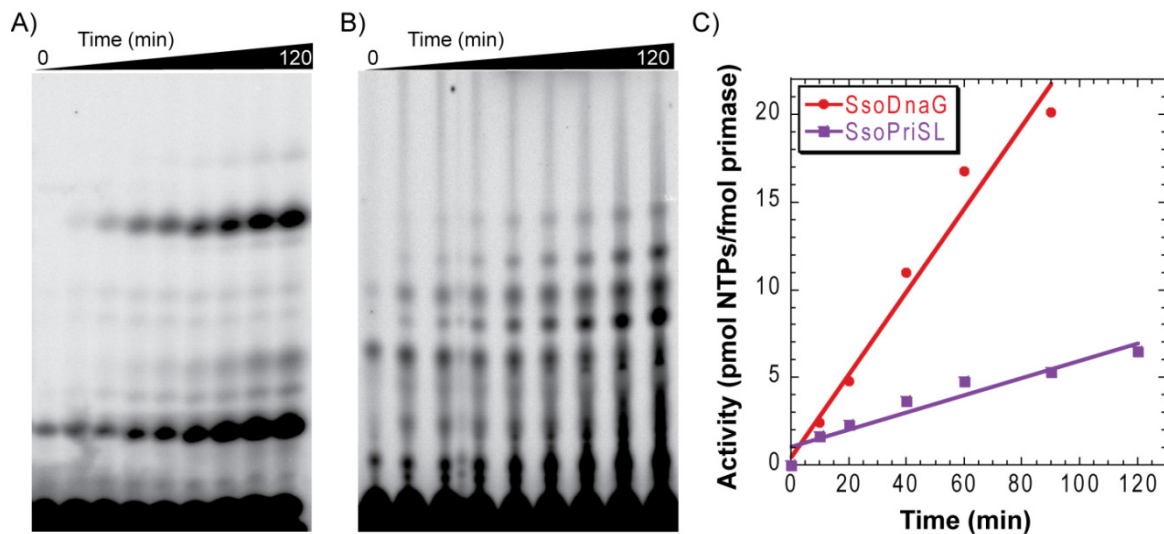 A)
Time (min)
0
120
B)
Time (min)
0
120
C)
Activity (pmol NTPs/fmol primase)
20
15
10
5
0
SsoDnaG
SsoPriSL
0 20 40 60 80 100 120
Time (min)